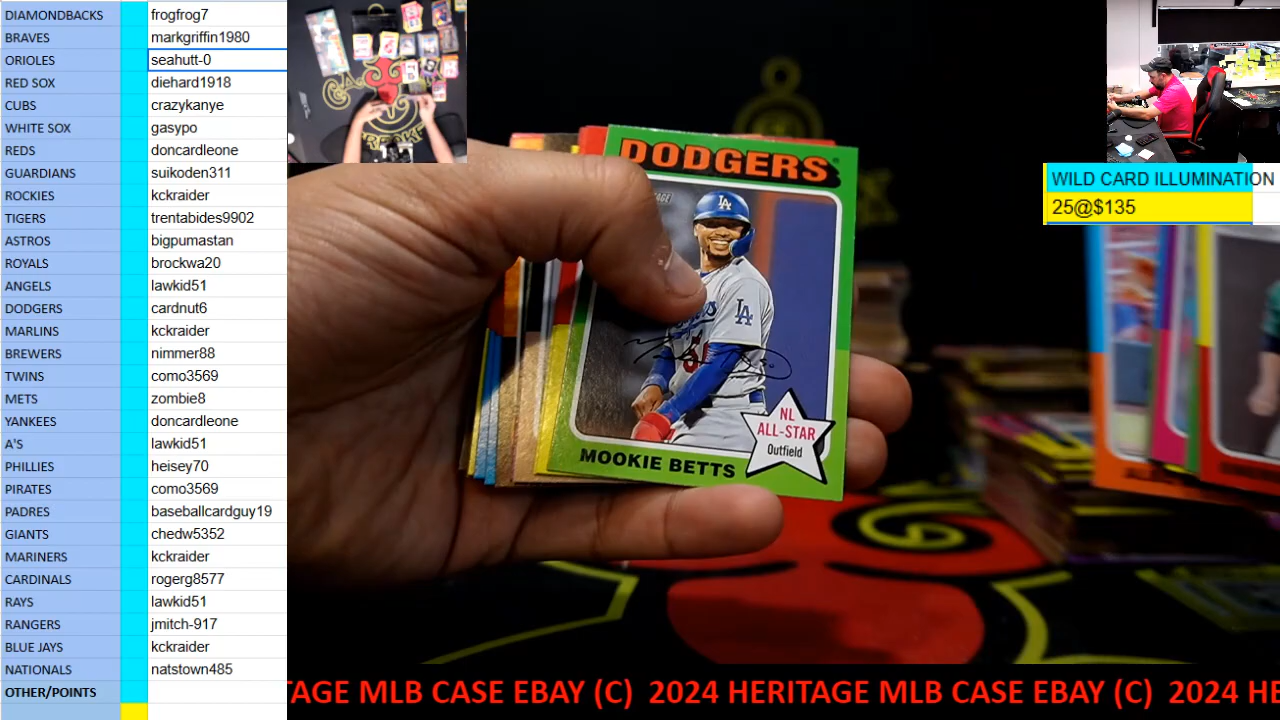 DIAMONDBACKS frogfrog7
BRAVES markgriffin1980
ORIOLES seahutt-0
RED SOX diehard1918
CUBS crazykanye
WHITE SOX gasypo
REDS doncardleone
GUARDIANS suikoden311
ROCKIES kckraider
TIGERS trentabides9902
ASTROS bigpumastan
ROYALS brockwa20
ANGELS lawkid51
DODGERS cardnut6
MARLINS kckraider
BREWERS nimmer88
TWINS como3569
METS zombie8
YANKEES doncardleone
A'S lawkid51
PHILLIES heisey70
PIRATES como3569
PADRES baseballcardguy19
GIANTS chedw5352
MARINERS kckraider
CARDINALS rogerg8577
RAYS lawkid51
RANGERS jmitch-917
BLUE JAYS kckraider
NATIONALS natstown485
OTHER/POINTS
WILD CARD ILLUMINATION
25@$135
DODGERS
LA
LA
NL
ALL-STAR
Outfield
MOOKIE BETTS
TAGE MLB CASE EBAY (C) 2024 HERITAGE MLB CASE EBAY (C) 2024 HE